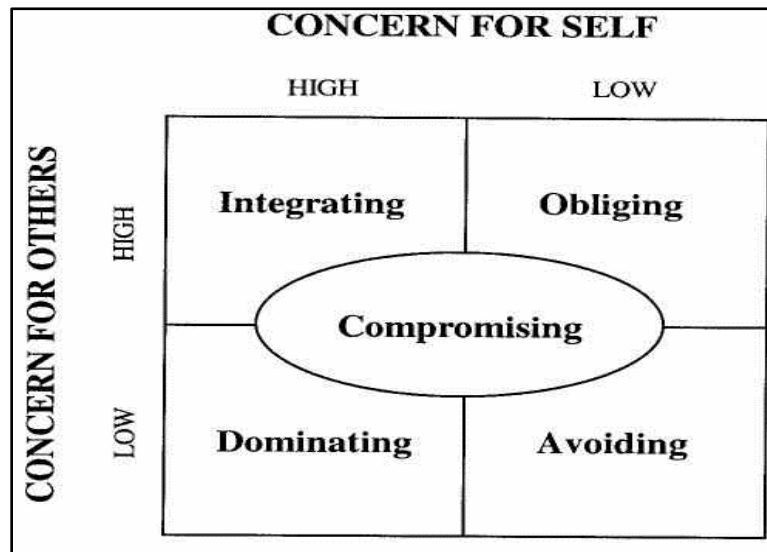 CONCERN FOR SELF
HIGH LOW
CONCERN FOR OTHERS
HIGH
Integrating Obliging
Compromising
LOW
Dominating Avoiding